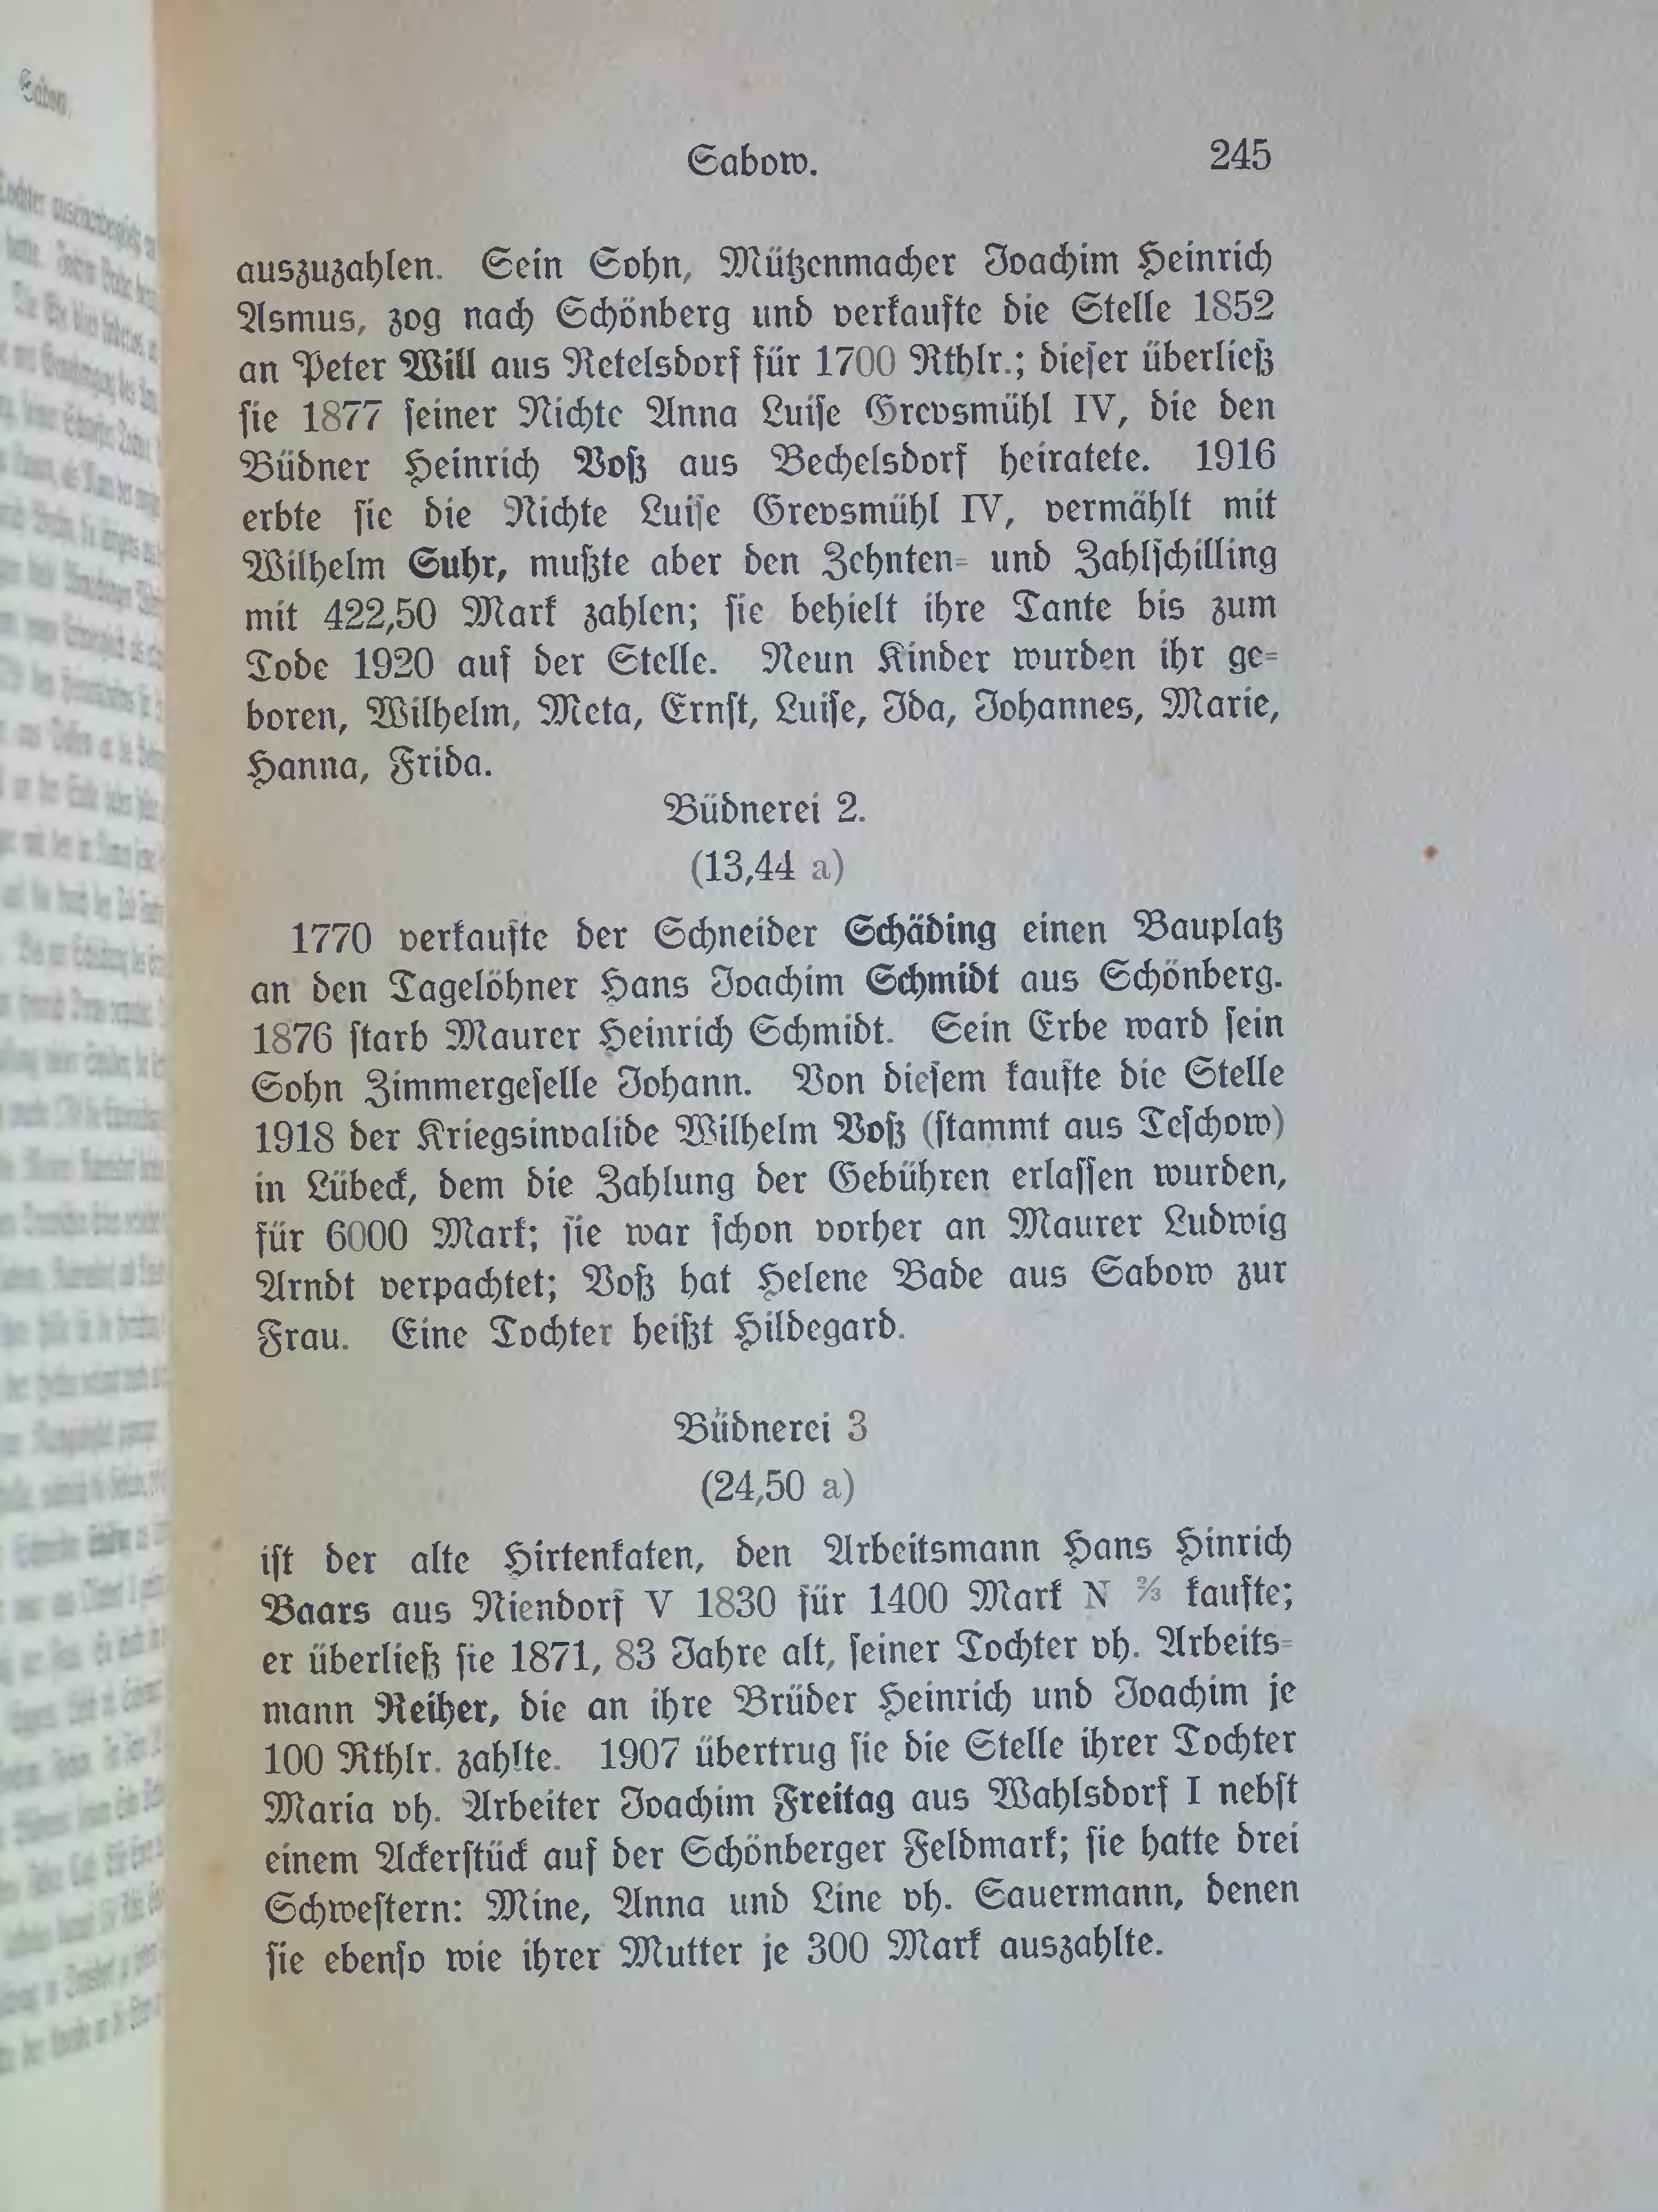 Sabow.
245
auszuzahlen. Sein Sohn, Mützenmacher Joachim Heinrich
Asmus, zog nach Schönberg und verkaufte die Stelle 1852
an Peter Will aus Retelsdorf für 1700 Rthlr.; dieser überließ
sie 1877 seiner Nichte Anna Luise Grevsmühl IV, die den
Büdner Heinrich Voß aus Bechelsdorf heiratete. 1916
erbte sie die Nichte Luise Grevsmühl IV, vermählt mit
Wilhelm Suhr, mußte aber den Zehnten- und Zahlschilling
mit 422,50 Mark zahlen; sie behielt ihre Tante bis zum
Tode 1920 auf der Stelle. Neun Kinder wurden ihr ge-
boren, Wilhelm, Meta, Ernst, Luise, Ida, Johannes, Marie,
Hanna, Frida.
Büdnerei 2.
(13,44 a)
1770 verkaufte der Schneider Schäding einen Bauplatz
an den Tagelöhner Hans Joachim Schmidt aus Schönberg.
1876 starb Maurer Heinrich Schmidt. Sein Erbe ward sein
Sohn Zimmergeselle Johann. Von diesem kaufte die Stelle
1918 der Kriegsinvalide Wilhelm Voß (stammt aus Teschow)
in Lübeck, dem die Zahlung der Gebühren erlassen wurden,
für 6000 Mark; sie war schon vorher an Maurer Ludwig
Arndt verpachtet; Voß hat Helene Bade aus Sabow zur
Frau. Eine Tochter heißt Hildegard.
Büdnerei 3
(24,50 a)
ist der alte Hirtenkaten, den Arbeitsmann Hans Hinrich
Baars aus Niendorf V 1830 für 1400 Mark N ⅔ kaufte;
er überließ sie 1871, 83 Jahre alt, seiner Tochter vh. Arbeits-
mann Reiher, die an ihre Brüder Heinrich und Joachim je
100 Rthlr. zahlte. 1907 übertrug sie die Stelle ihrer Tochter
Maria vh. Arbeiter Joachim Freitag aus Wahlsdorf I nebst
einem Ackerstück auf der Schönberger Feldmark; sie hatte drei
Schwestern: Mine, Anna und Line vh. Sauermann, denen
sie ebenso wie ihrer Mutter je 300 Mark auszahlte.